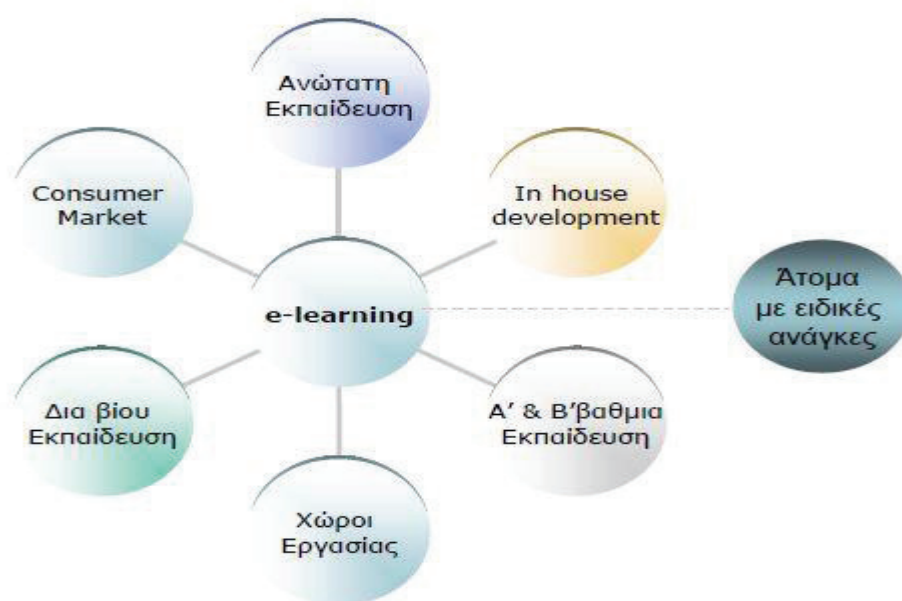 Ανώτατη
Εκπαίδευση
Consumer
Market
In house
development
e-learning
Άτομα
με ειδικές
ανάγκες
Δια βίου
Εκπαίδευση
Α' & Β'βαθμια
Εκπαίδευση
Χώροι
Εργασίας